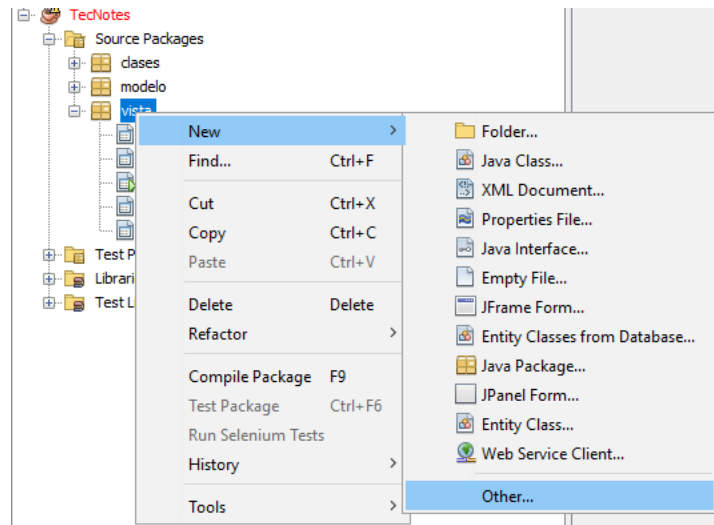 TecNotes
Source Packages
clases
modelo
vista
Test P
Librari
Test L
New
Find... Ctrl+F
Cut Ctrl+X
Copy Ctrl+C
Paste Ctrl+V
Delete Delete
Refactor
Compile Package F9
Test Package Ctrl+F6
Run Selenium Tests
History
Tools
Folder...
Java Class...
XML Document...
Properties File...
Java Interface...
Empty File...
JFrame Form...
Entity Classes from Database...
Java Package...
JPanel Form...
Entity Class...
Web Service Client...
Other...